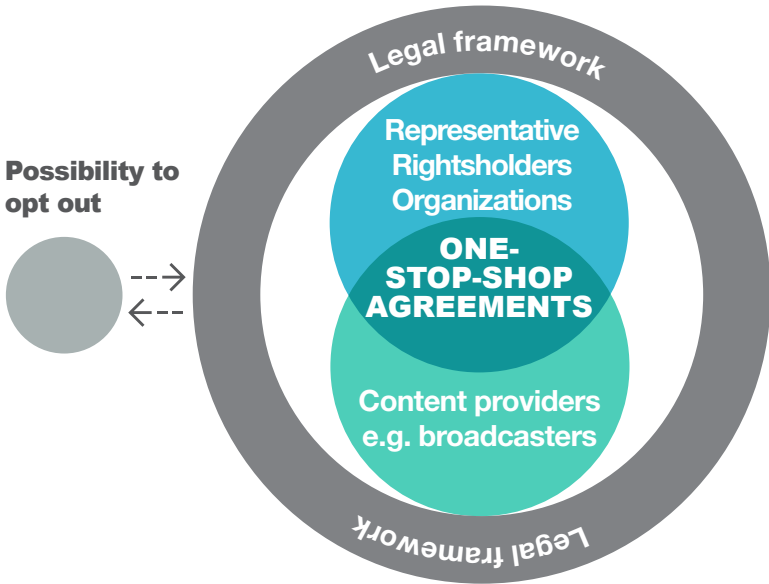 Legal framework
Representative
Rightsholders
Organizations
Possibility to
opt out
ONE-
STOP-SHOP
AGREEMENTS
Content providers
e.g. broadcasters
Legal framework